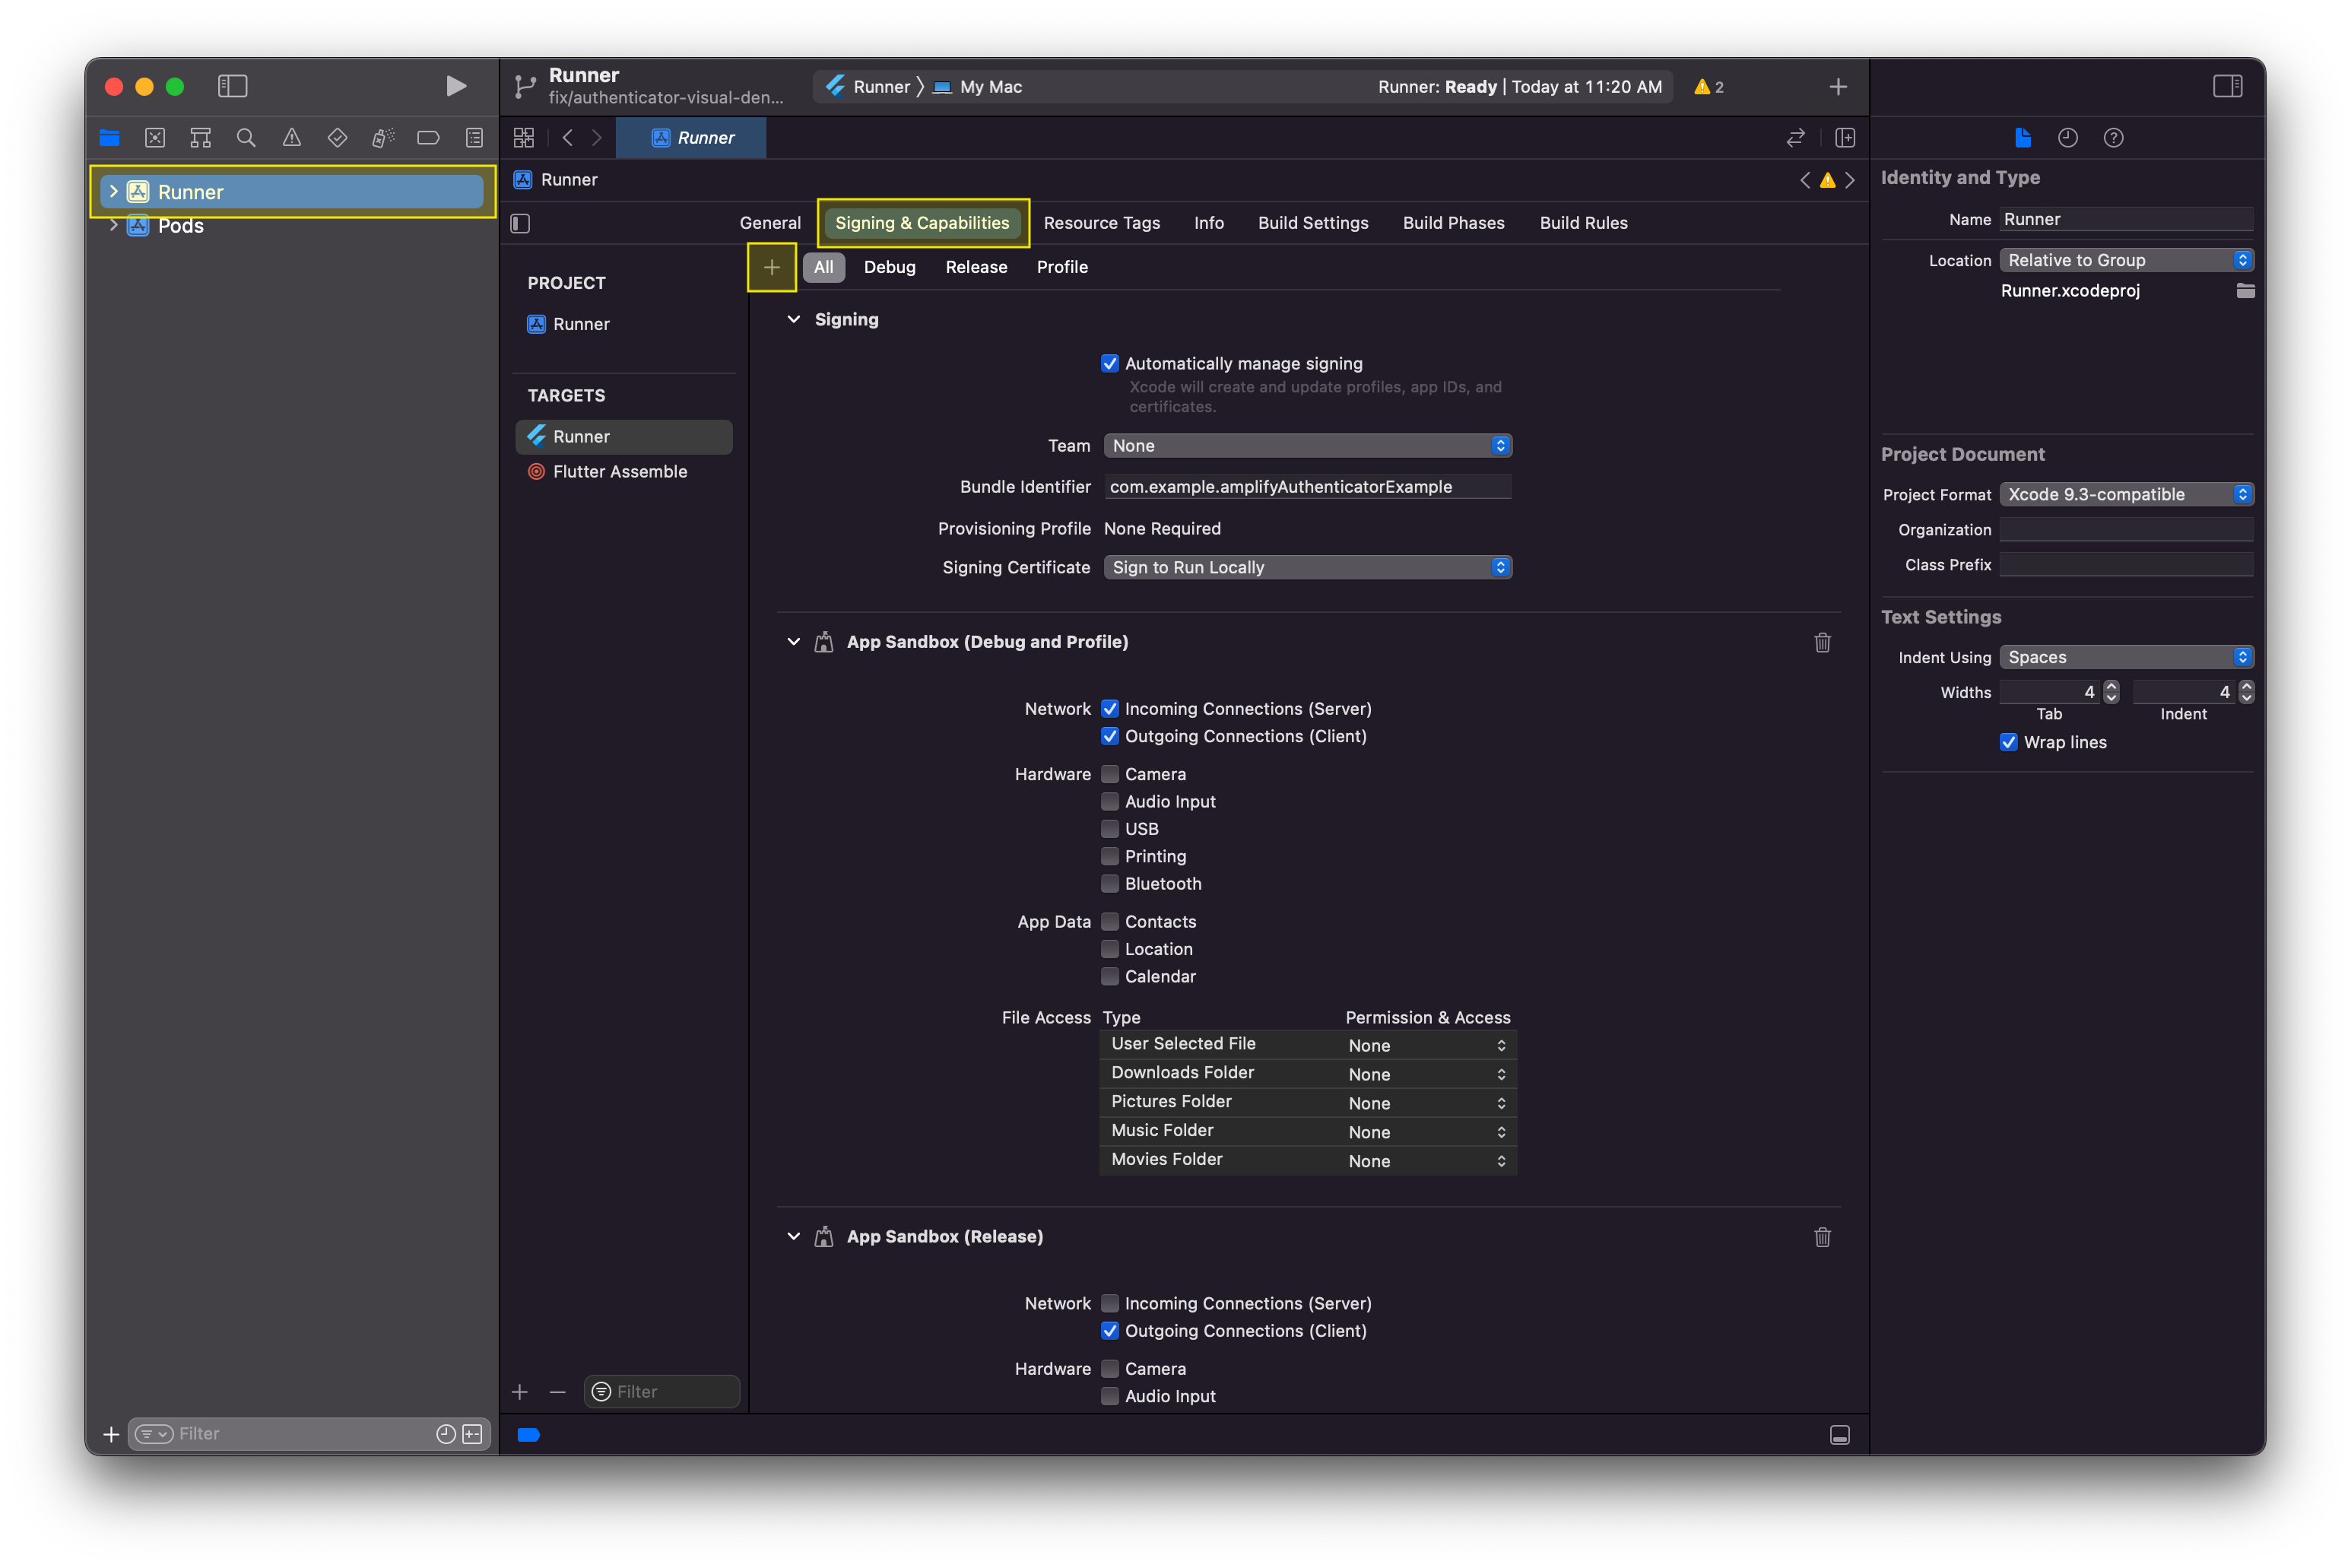 Runner
fix/authenticator-visual-den...
Runner
My Mac
Runner: Ready | Today at 11:20 AM
2
Runner
Runner
Pods
Runner
General
Signing & Capabilities
Resource Tags
Info
Build Settings
Build Phases
Build Rules
All
Debug
Release
Profile
PROJECT
Runner
TARGETS
Runner
Flutter Assemble
Signing
Automatically manage signing
Xcode will create and update profiles, app IDs, and
certificates.
Team None
Bundle Identifier com.example.amplifyAuthenticatorExample
Provisioning Profile None Required
Signing Certificate Sign to Run Locally
App Sandbox (Debug and Profile)
Network Incoming Connections (Server)
Outgoing Connections (Client)
Hardware Camera
Audio Input
USB
Printing
Bluetooth
App Data Contacts
Location
Calendar
File Access Type Permission & Access
User Selected File None
Downloads Folder None
Pictures Folder None
Music Folder None
Movies Folder None
App Sandbox (Release)
Network Incoming Connections (Server)
Outgoing Connections (Client)
Hardware Camera
Audio Input
Filter
Filter
Identity and Type
Name Runner
Location Relative to Group
Runner.xcodeproj
Project Document
Project Format Xcode 9.3-compatible
Organization
Class Prefix
Text Settings
Indent Using Spaces
Widths 4 4
Tab Indent
Wrap lines